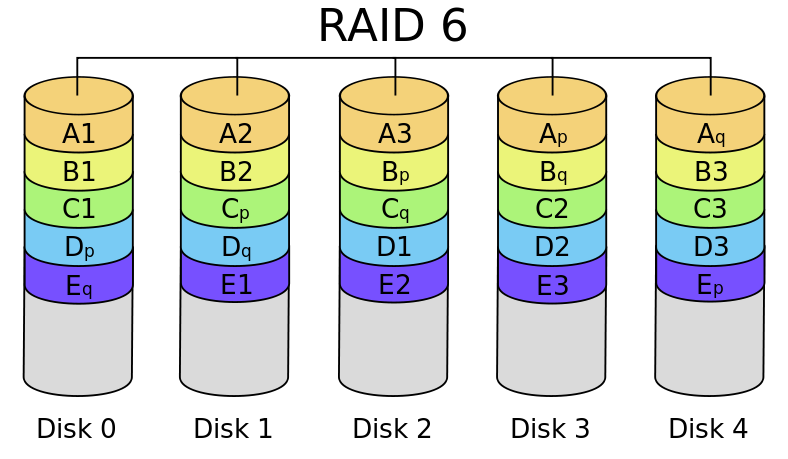 RAID 6
A1 A2 A3 Ap Aq
B1 B2 Bp Bq B3
C1 Cp Cq C2 C3
Dp Dq D1 D2 D3
Eq E1 E2 E3 Ep
Disk 0 Disk 1 Disk 2 Disk 3 Disk 4